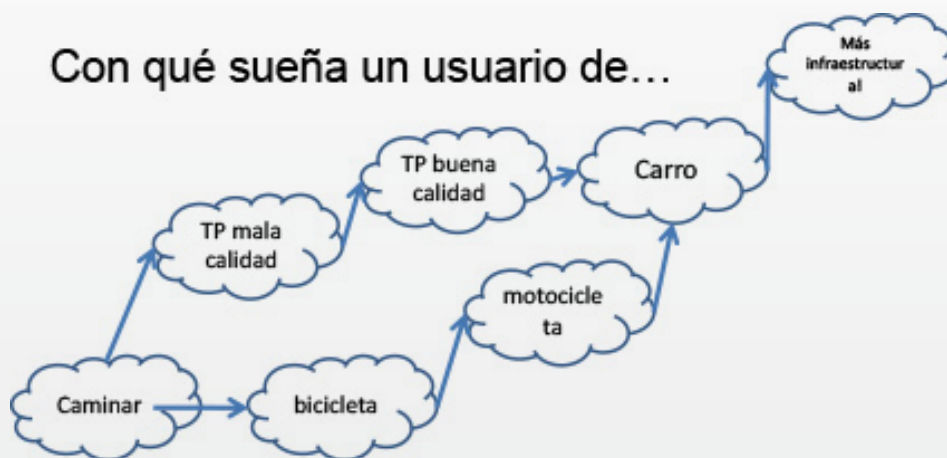 Con qué sueña un usuario de...
Más
infraestructur
a!
TP buena
calidad
Carro
TP mala
calidad
motocicle
ta
Caminar
bicicleta